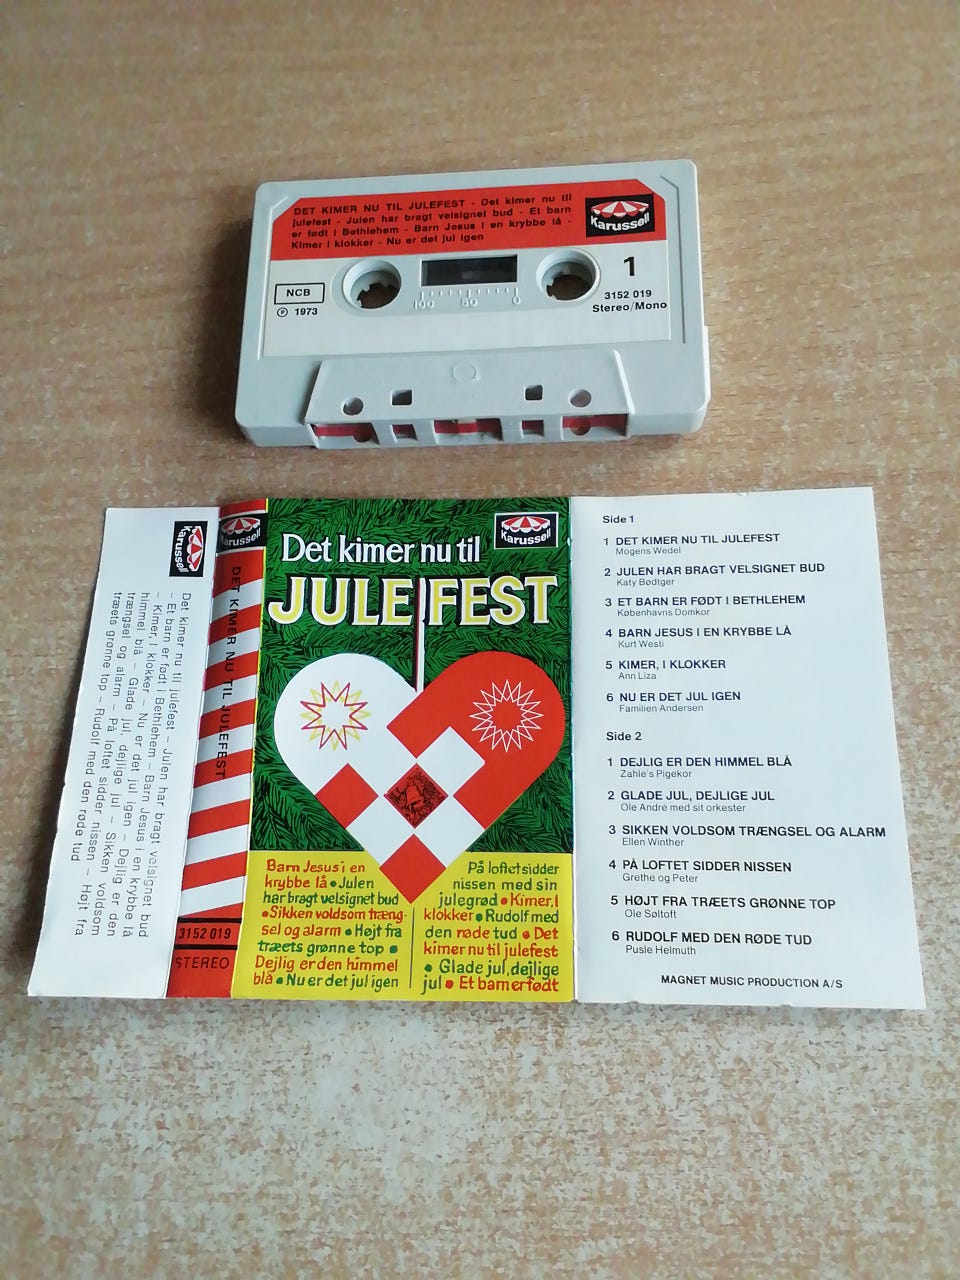 DET KIMER NU TIL JULEFEST - Det kimer nu til
julefest - Julen har bragt velsignet bud - Et barn
er født i Bethlehem - Barn Jesus i en krybbe lå -
Kimer i klokker - Nu er det jul igen
Karussell
NCB
℗ 1973
100 50 0
1
3152 019
Stereo/Mono
Karussell
Det kimer nu til julefest – Julen har bragt velsignet bud
– Et barn er født i Bethlehem – Barn Jesus i en krybbe lå
– Kimer, I klokker – Nu er det jul igen – Dejlig er den
himmel blå – Glade jul, dejlige jul – Sikken voldsom
trængsel og alarm – På loftet sidder nissen – Højt fra
træets grønne top – Rudolf med den røde tud
Karussell
DET KIMER NU TIL JULEFEST
3152 019
STEREO
Karussell
Det kimer nu til
JULEFEST
Barn Jesus i en
krybbe lå • Julen
har bragt velsignet bud
• Sikken voldsom træng-
sel og alarm • Højt fra
træets grønne top •
Dejlig er den himmel
blå • Nu er det jul igen
På loftet sidder
nissen med sin
julegrød • Kimer, I
klokker • Rudolf med
den røde tud • Det
kimer nu til julefest
• Glade jul, dejlige
jul • Et barn er født
Side 1
1 DET KIMER NU TIL JULEFEST
Mogens Wedel
2 JULEN HAR BRAGT VELSIGNET BUD
Katy Bødtger
3 ET BARN ER FØDT I BETHLEHEM
Københavns Domkor
4 BARN JESUS I EN KRYBBE LÅ
Kurt Westi
5 KIMER, I KLOKKER
Ann Liza
6 NU ER DET JUL IGEN
Familien Andersen
Side 2
1 DEJLIG ER DEN HIMMEL BLÅ
Zahle's Pigekor
2 GLADE JUL, DEJLIGE JUL
Ole André med sit orkester
3 SIKKEN VOLDSOM TRÆNGSEL OG ALARM
Ellen Winther
4 PÅ LOFTET SIDDER NISSEN
Grethe og Peter
5 HØJT FRA TRÆETS GRØNNE TOP
Ole Søltoft
6 RUDOLF MED DEN RØDE TUD
Pusle Helmuth
MAGNET MUSIC PRODUCTION A/S